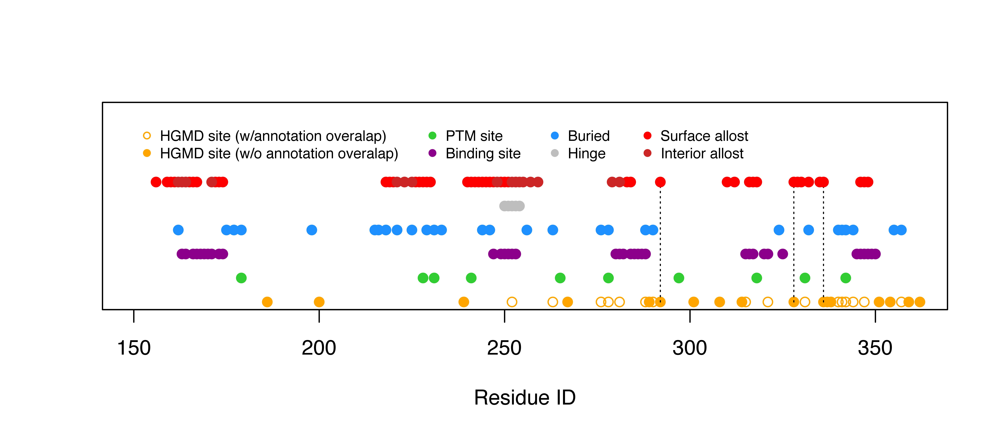 HGMD site (w/annotation overalap) PTM site Buried Surface allost
HGMD site (w/o annotation overalap) Binding site Hinge Interior allost
150 200 250 300 350
Residue ID